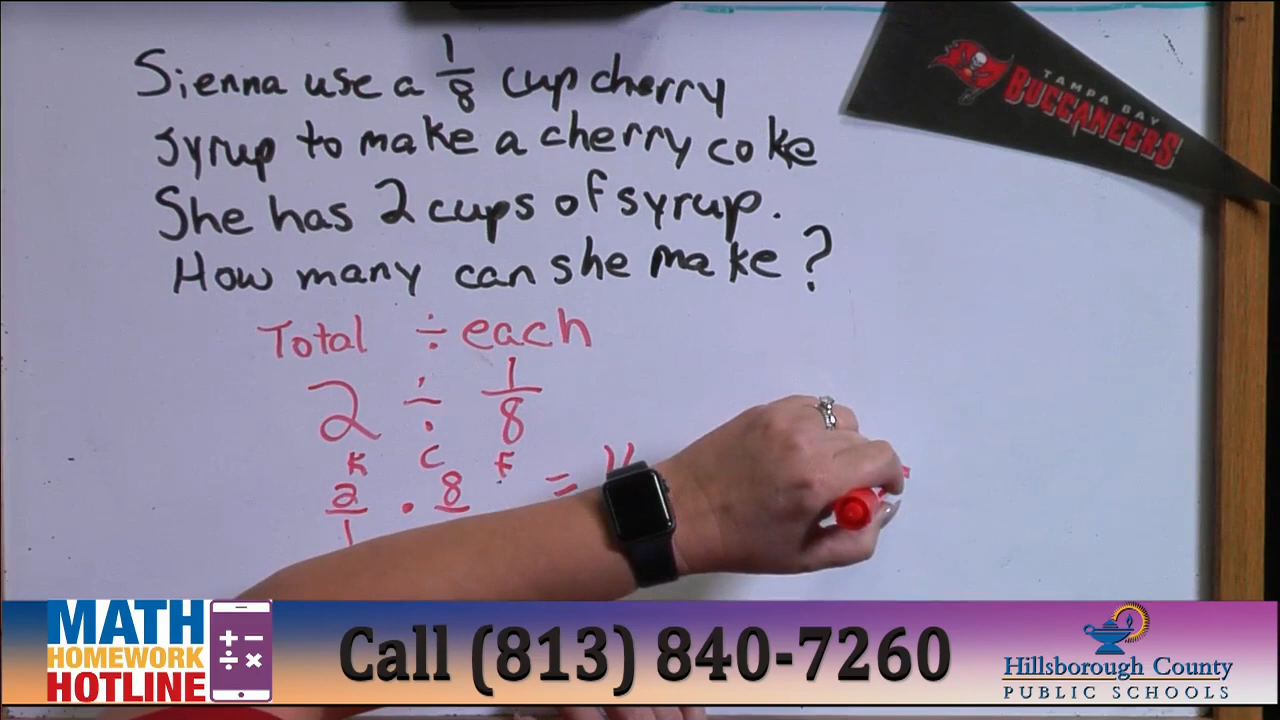 Sienna use a 1/8 cup cherry
syrup to make a cherry coke
She has 2 cups of syrup.
How many can she make?
Total ÷ each
2 ÷ 1/8
K C F
2/1 · 8 =
TAMPA BAY
BUCCANEERS
MATH
HOMEWORK
HOTLINE
+ −
÷ ×
Call (813) 840-7260
Hillsborough County
PUBLIC SCHOOLS